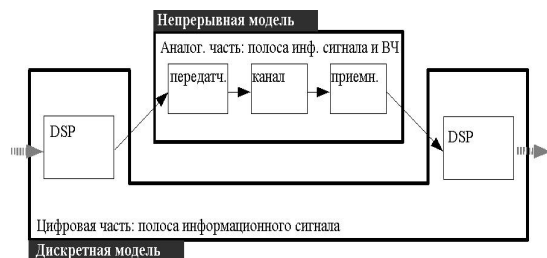 Непрерывная модель
Аналог. часть: полоса инф. сигнала и ВЧ
передатч.
канал
приемн.
DSP
DSP
Цифровая часть: полоса информационного сигнала
Дискретная модель